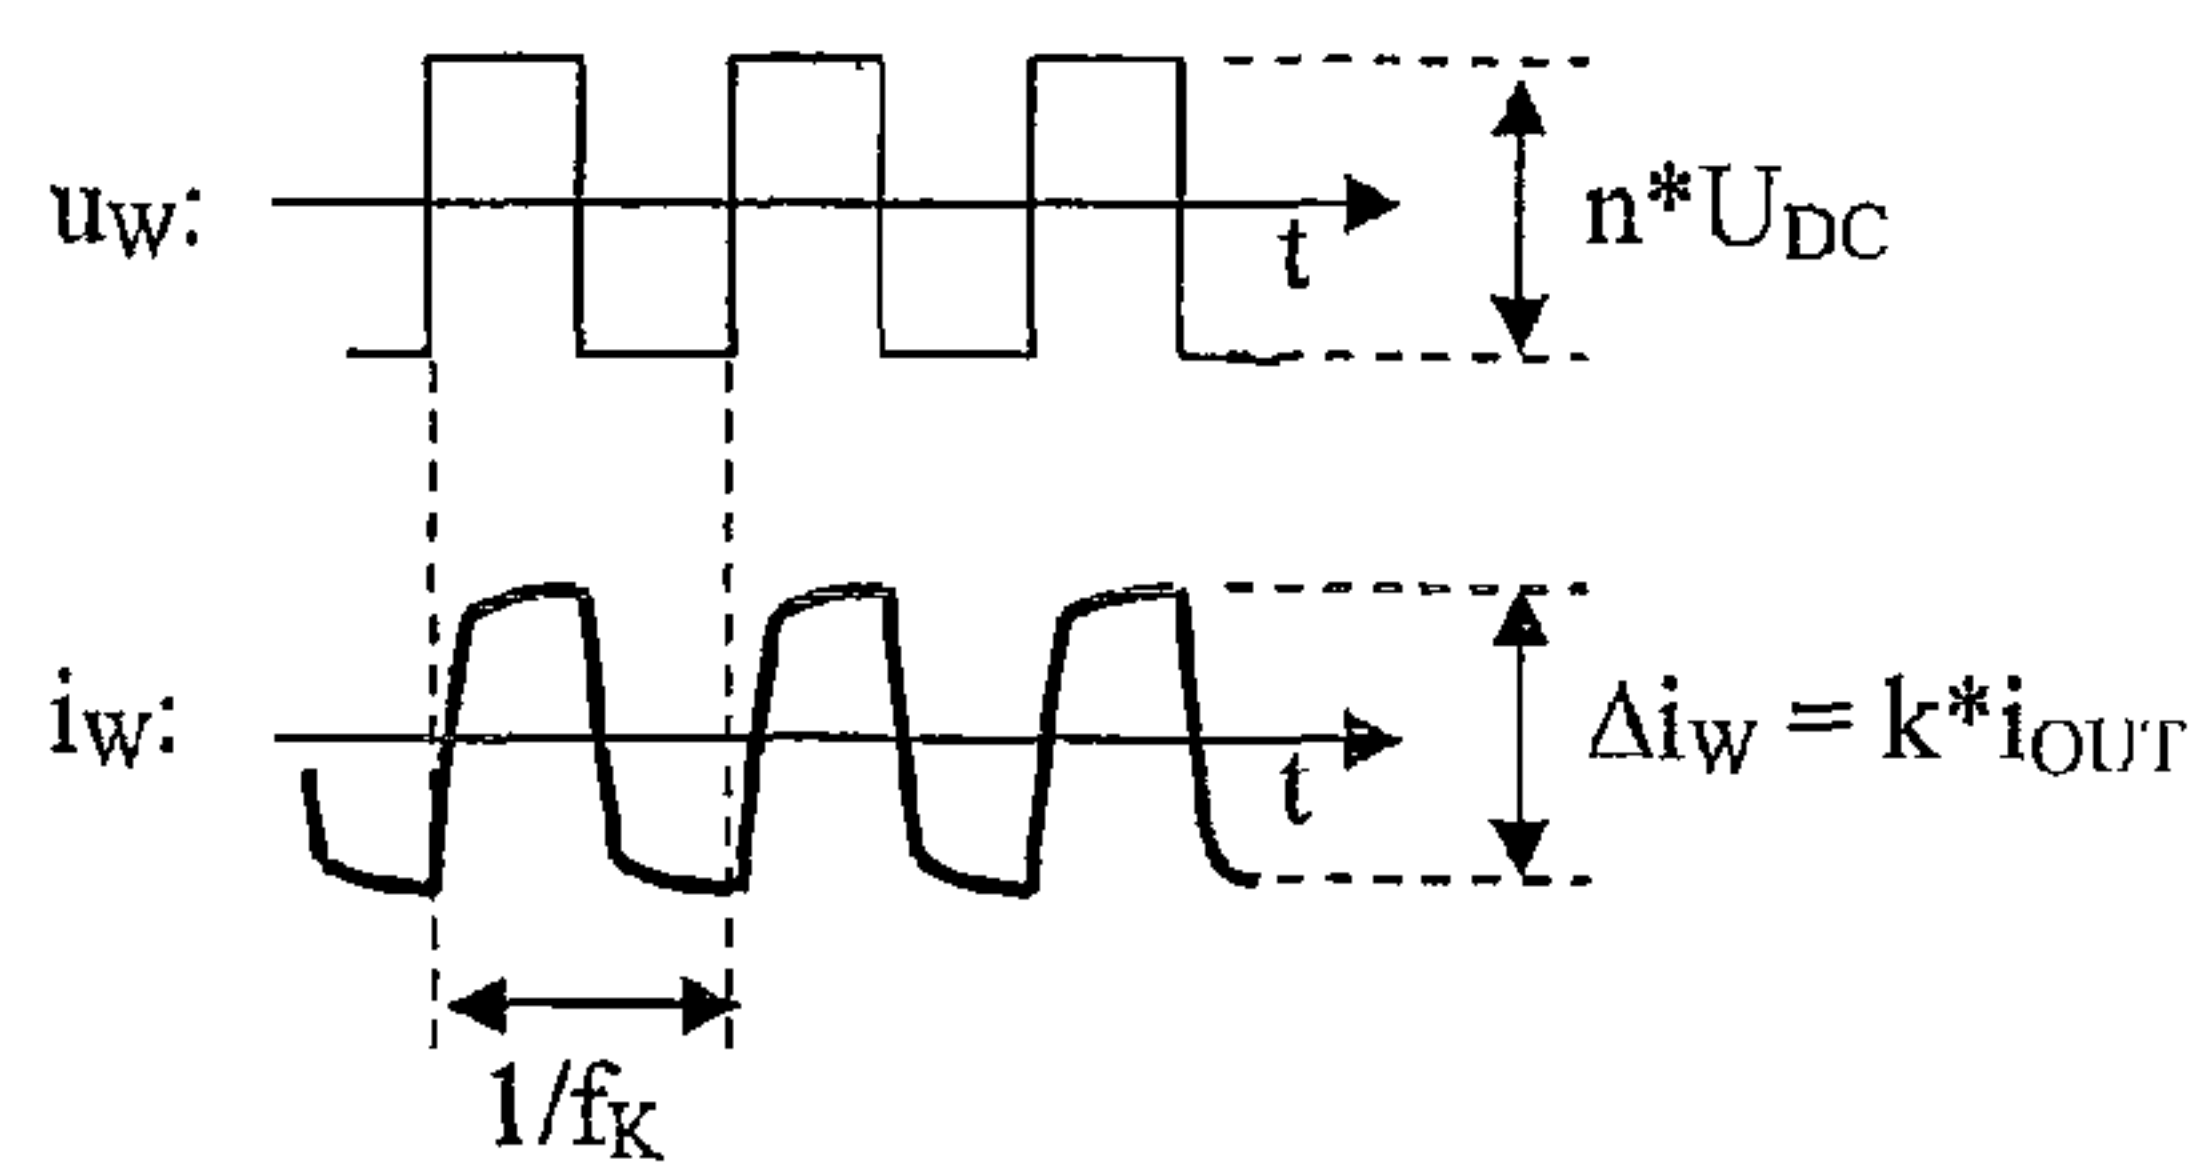 uW:
t
n*UDC
iW:
t
ΔiW = k*iOUT
1/fK